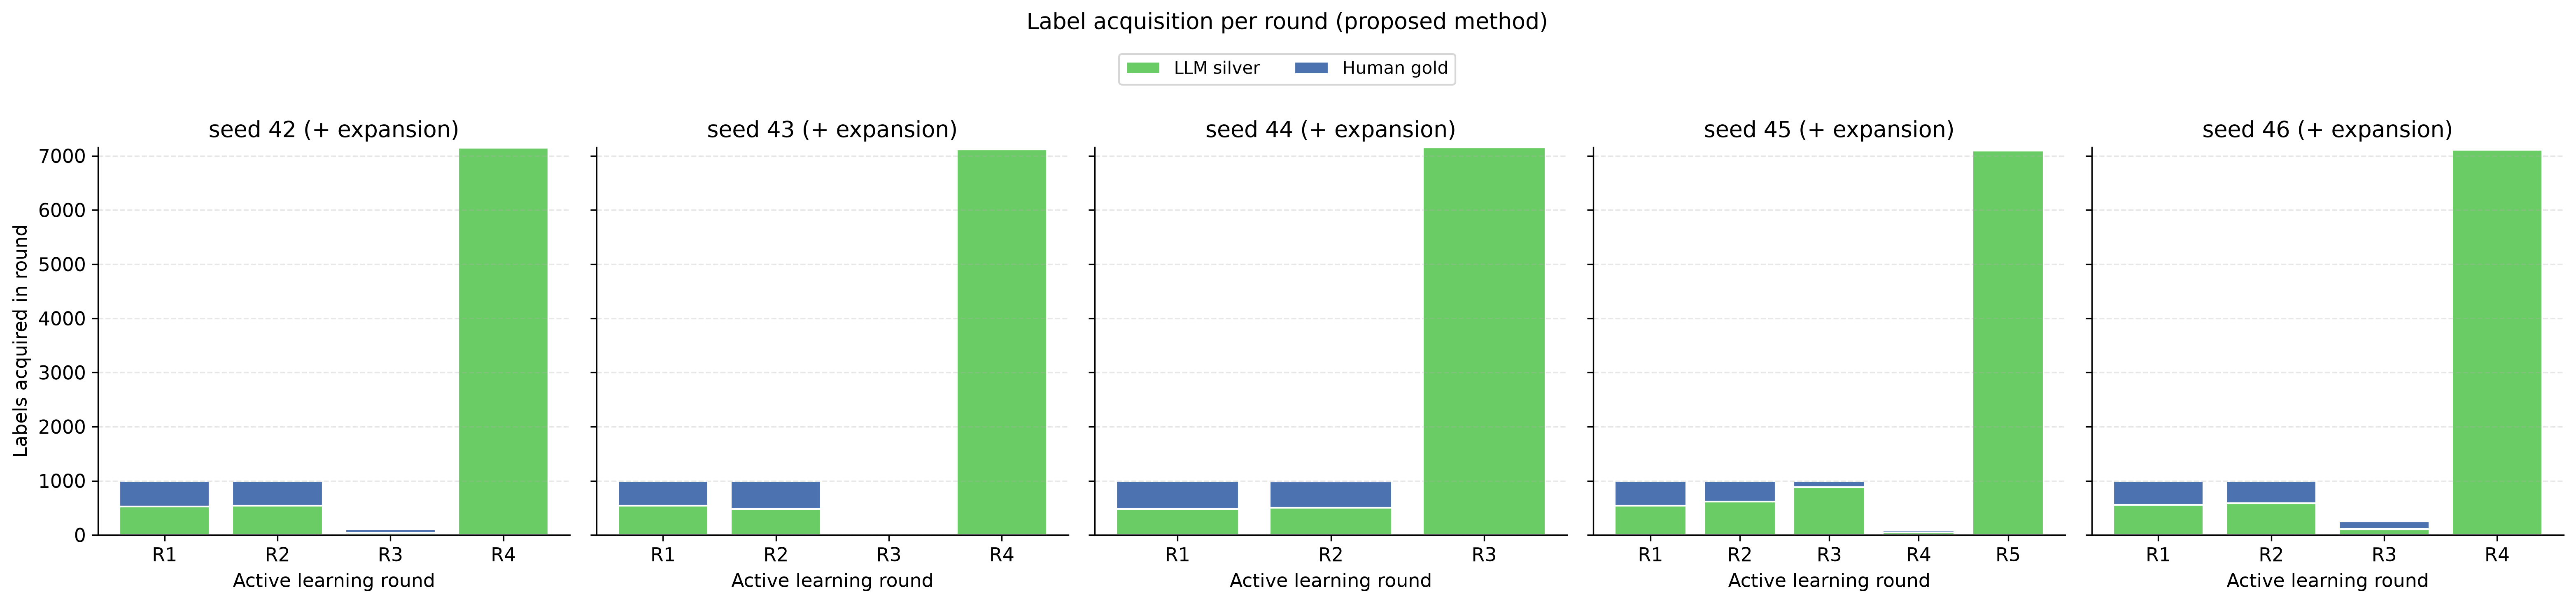 Label acquisition per round (proposed method)
LLM silver Human gold
seed 42 (+ expansion) seed 43 (+ expansion) seed 44 (+ expansion) seed 45 (+ expansion) seed 46 (+ expansion)
Labels acquired in round
7000
6000
5000
4000
3000
2000
1000
0
R1 R2 R3 R4 R1 R2 R3 R4 R1 R2 R3 R1 R2 R3 R4 R5 R1 R2 R3 R4
Active learning round Active learning round Active learning round Active learning round Active learning round